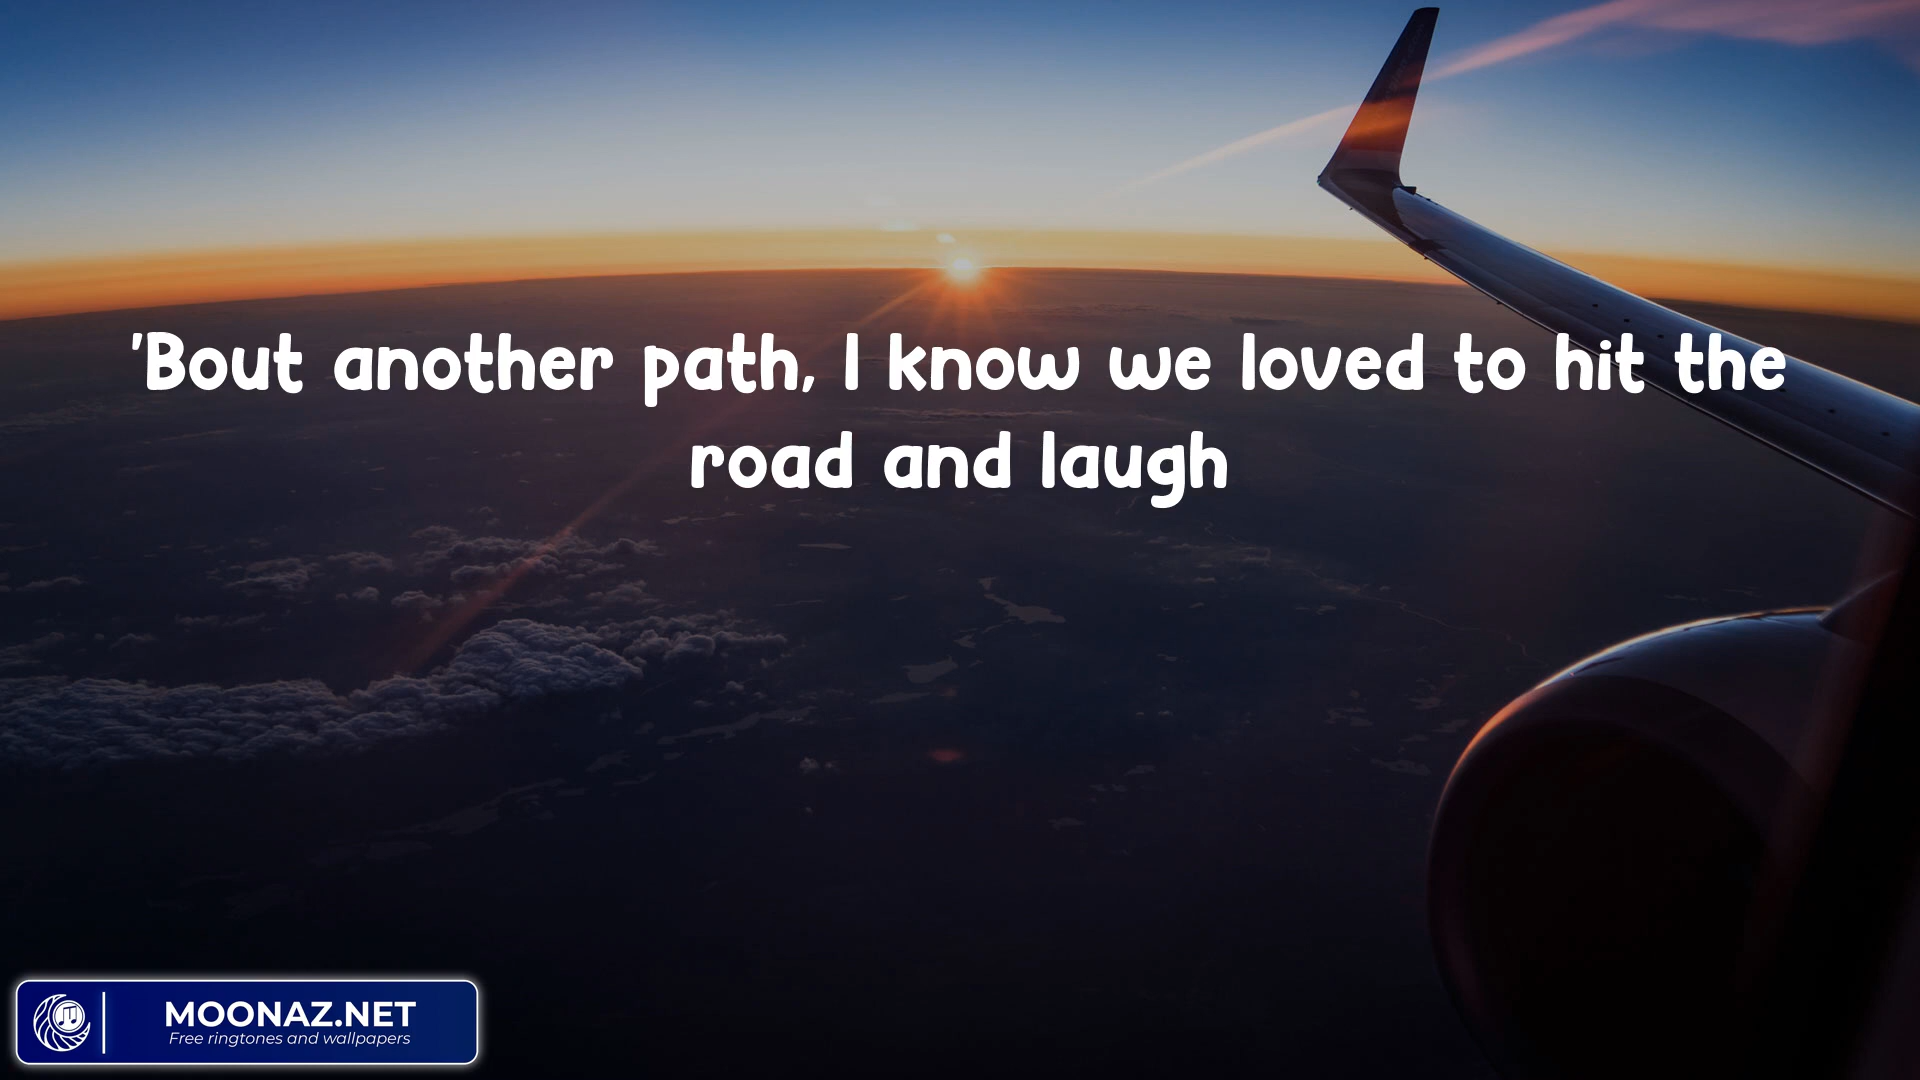 'Bout another path, I know we loved to hit the
road and laugh
MOONAZ.NET
Free ringtones and wallpapers